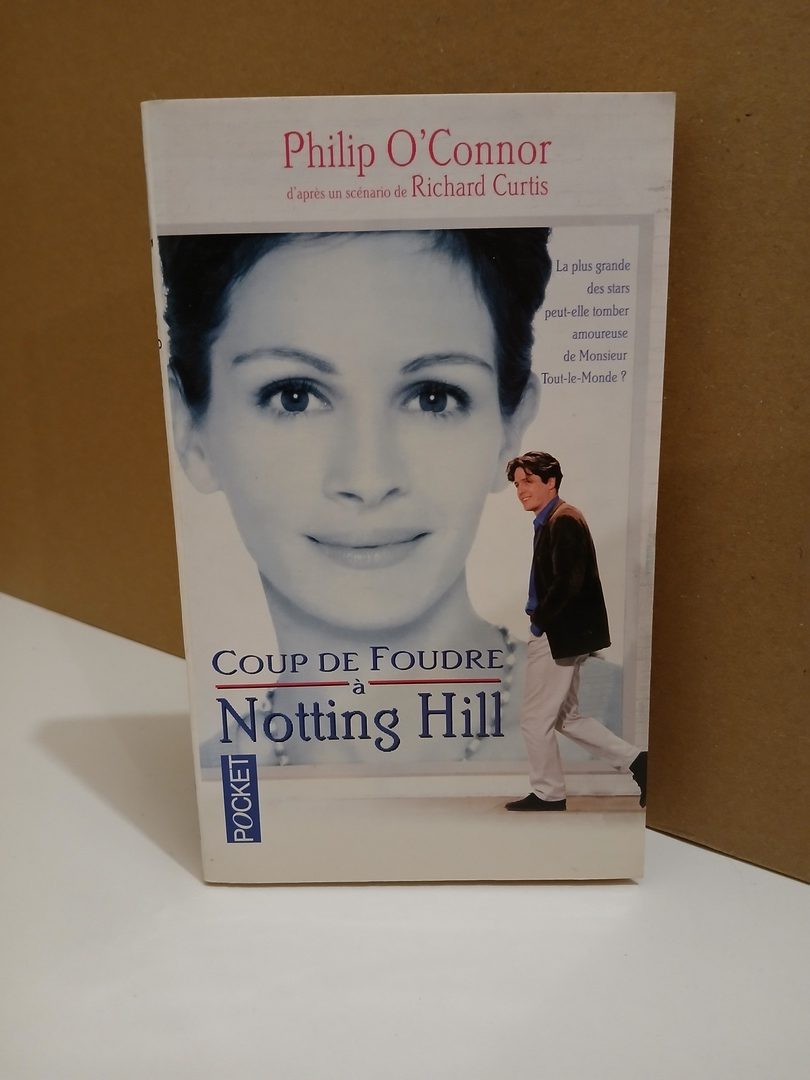 Philip O'Connor
d'après un scénario de Richard Curtis
La plus grande
des stars
peut-elle tomber
amoureuse
de Monsieur
Tout-le-Monde ?
COUP DE FOUDRE
à
Notting Hill
POCKET